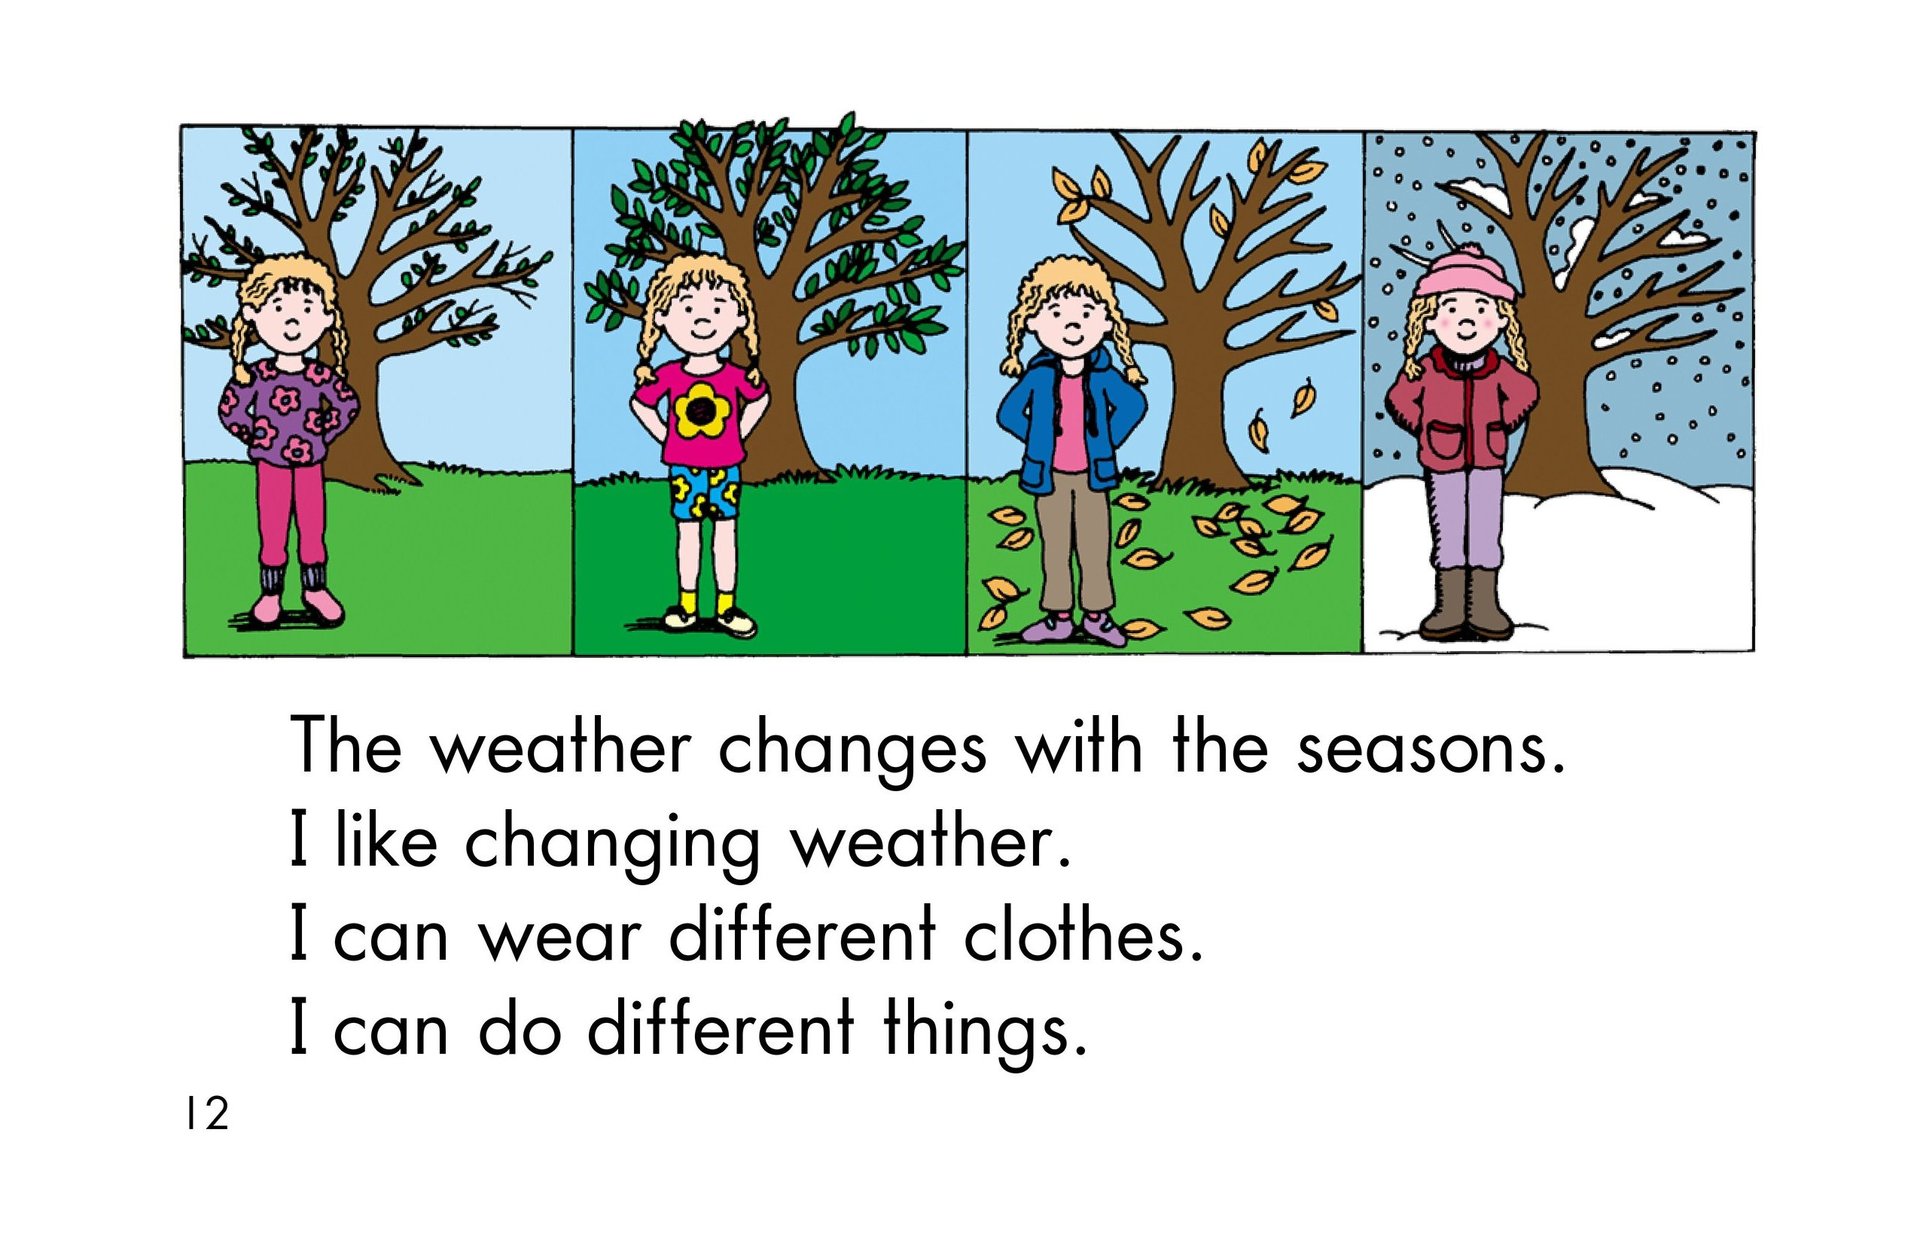 The weather changes with the seasons.
I like changing weather.
I can wear different clothes.
I can do different things.
12